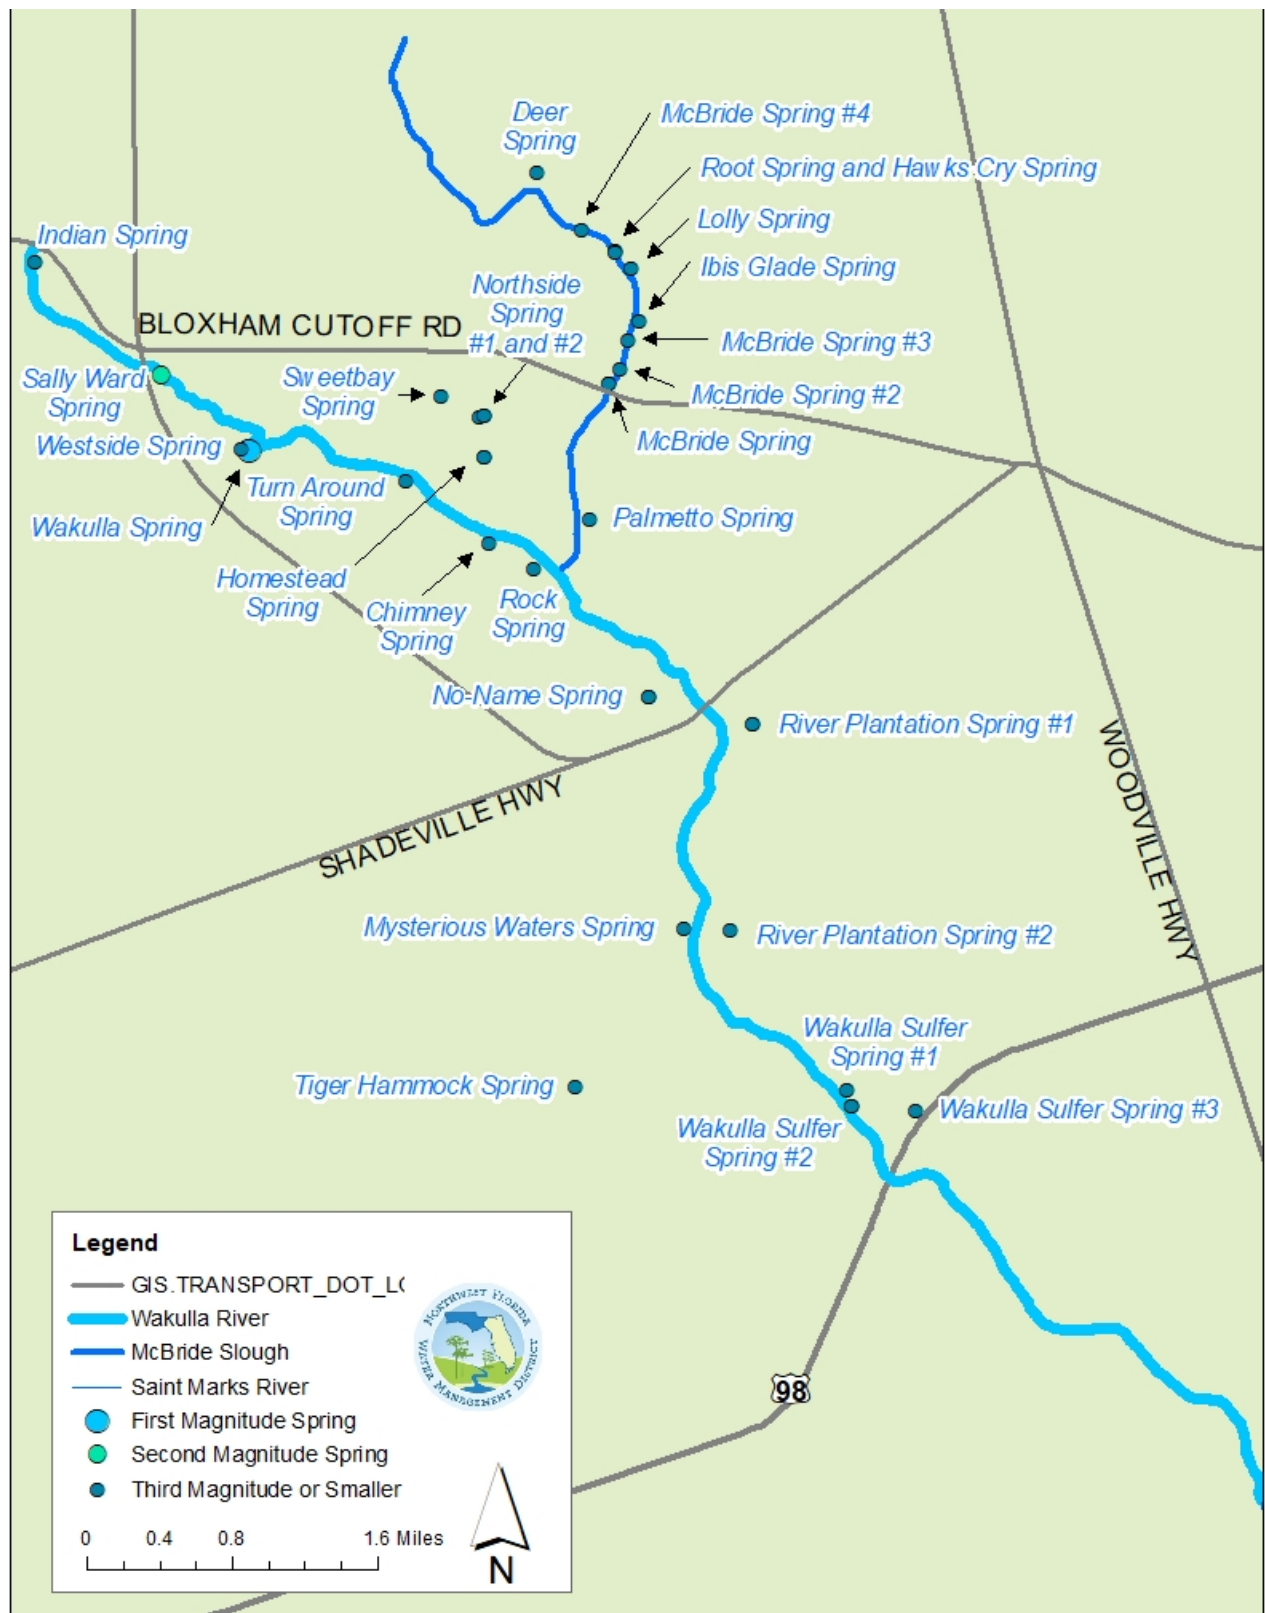 Deer
Spring
McBride Spring #4
Root Spring and Hawks Cry Spring
Lolly Spring
Indian Spring
Ibis Glade Spring
Northside
Spring
#1 and #2
BLOXHAM CUTOFF RD
McBride Spring #3
Sally Ward
Spring
Sweetbay
Spring
McBride Spring #2
McBride Spring
Westside Spring
Turn Around
Spring
Wakulla Spring
Palmetto Spring
Homestead
Spring
Chimney
Spring
Rock
Spring
No-Name Spring
River Plantation Spring #1
SHADEVILLE HWY
WOODVILLE HWY
Mysterious Waters Spring
River Plantation Spring #2
Wakulla Sulfer
Spring #1
Tiger Hammock Spring
Wakulla Sulfer Spring #3
Wakulla Sulfer
Spring #2
Legend
GIS.TRANSPORT_DOT_LO
Wakulla River
McBride Slough
Saint Marks River
First Magnitude Spring
Second Magnitude Spring
Third Magnitude or Smaller
NORTHWEST FLORIDA
WATER MANAGEMENT DISTRICT
98
0 0.4 0.8 1.6 Miles
N